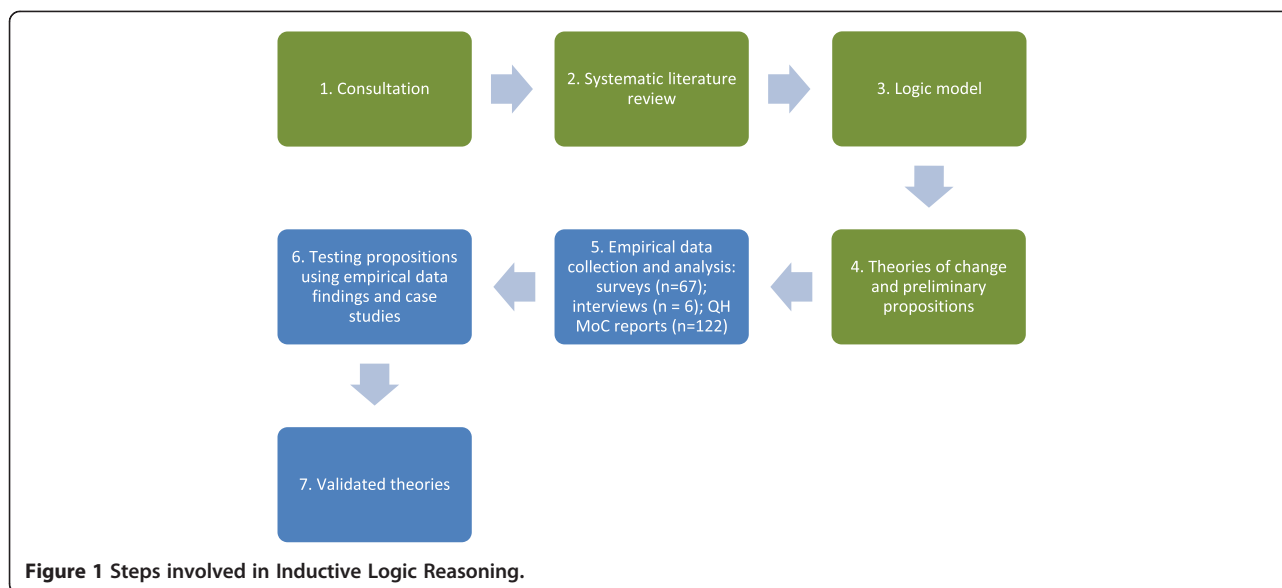 1. Consultation
2. Systematic literature
review
3. Logic model
4. Theories of change
and preliminary
propositions
5. Empirical data
collection and analysis:
surveys (n=67);
interviews (n = 6); QH
MoC reports (n=122)
6. Testing propositions
using empirical data
findings and case
studies
7. Validated theories
Figure 1 Steps involved in Inductive Logic Reasoning.